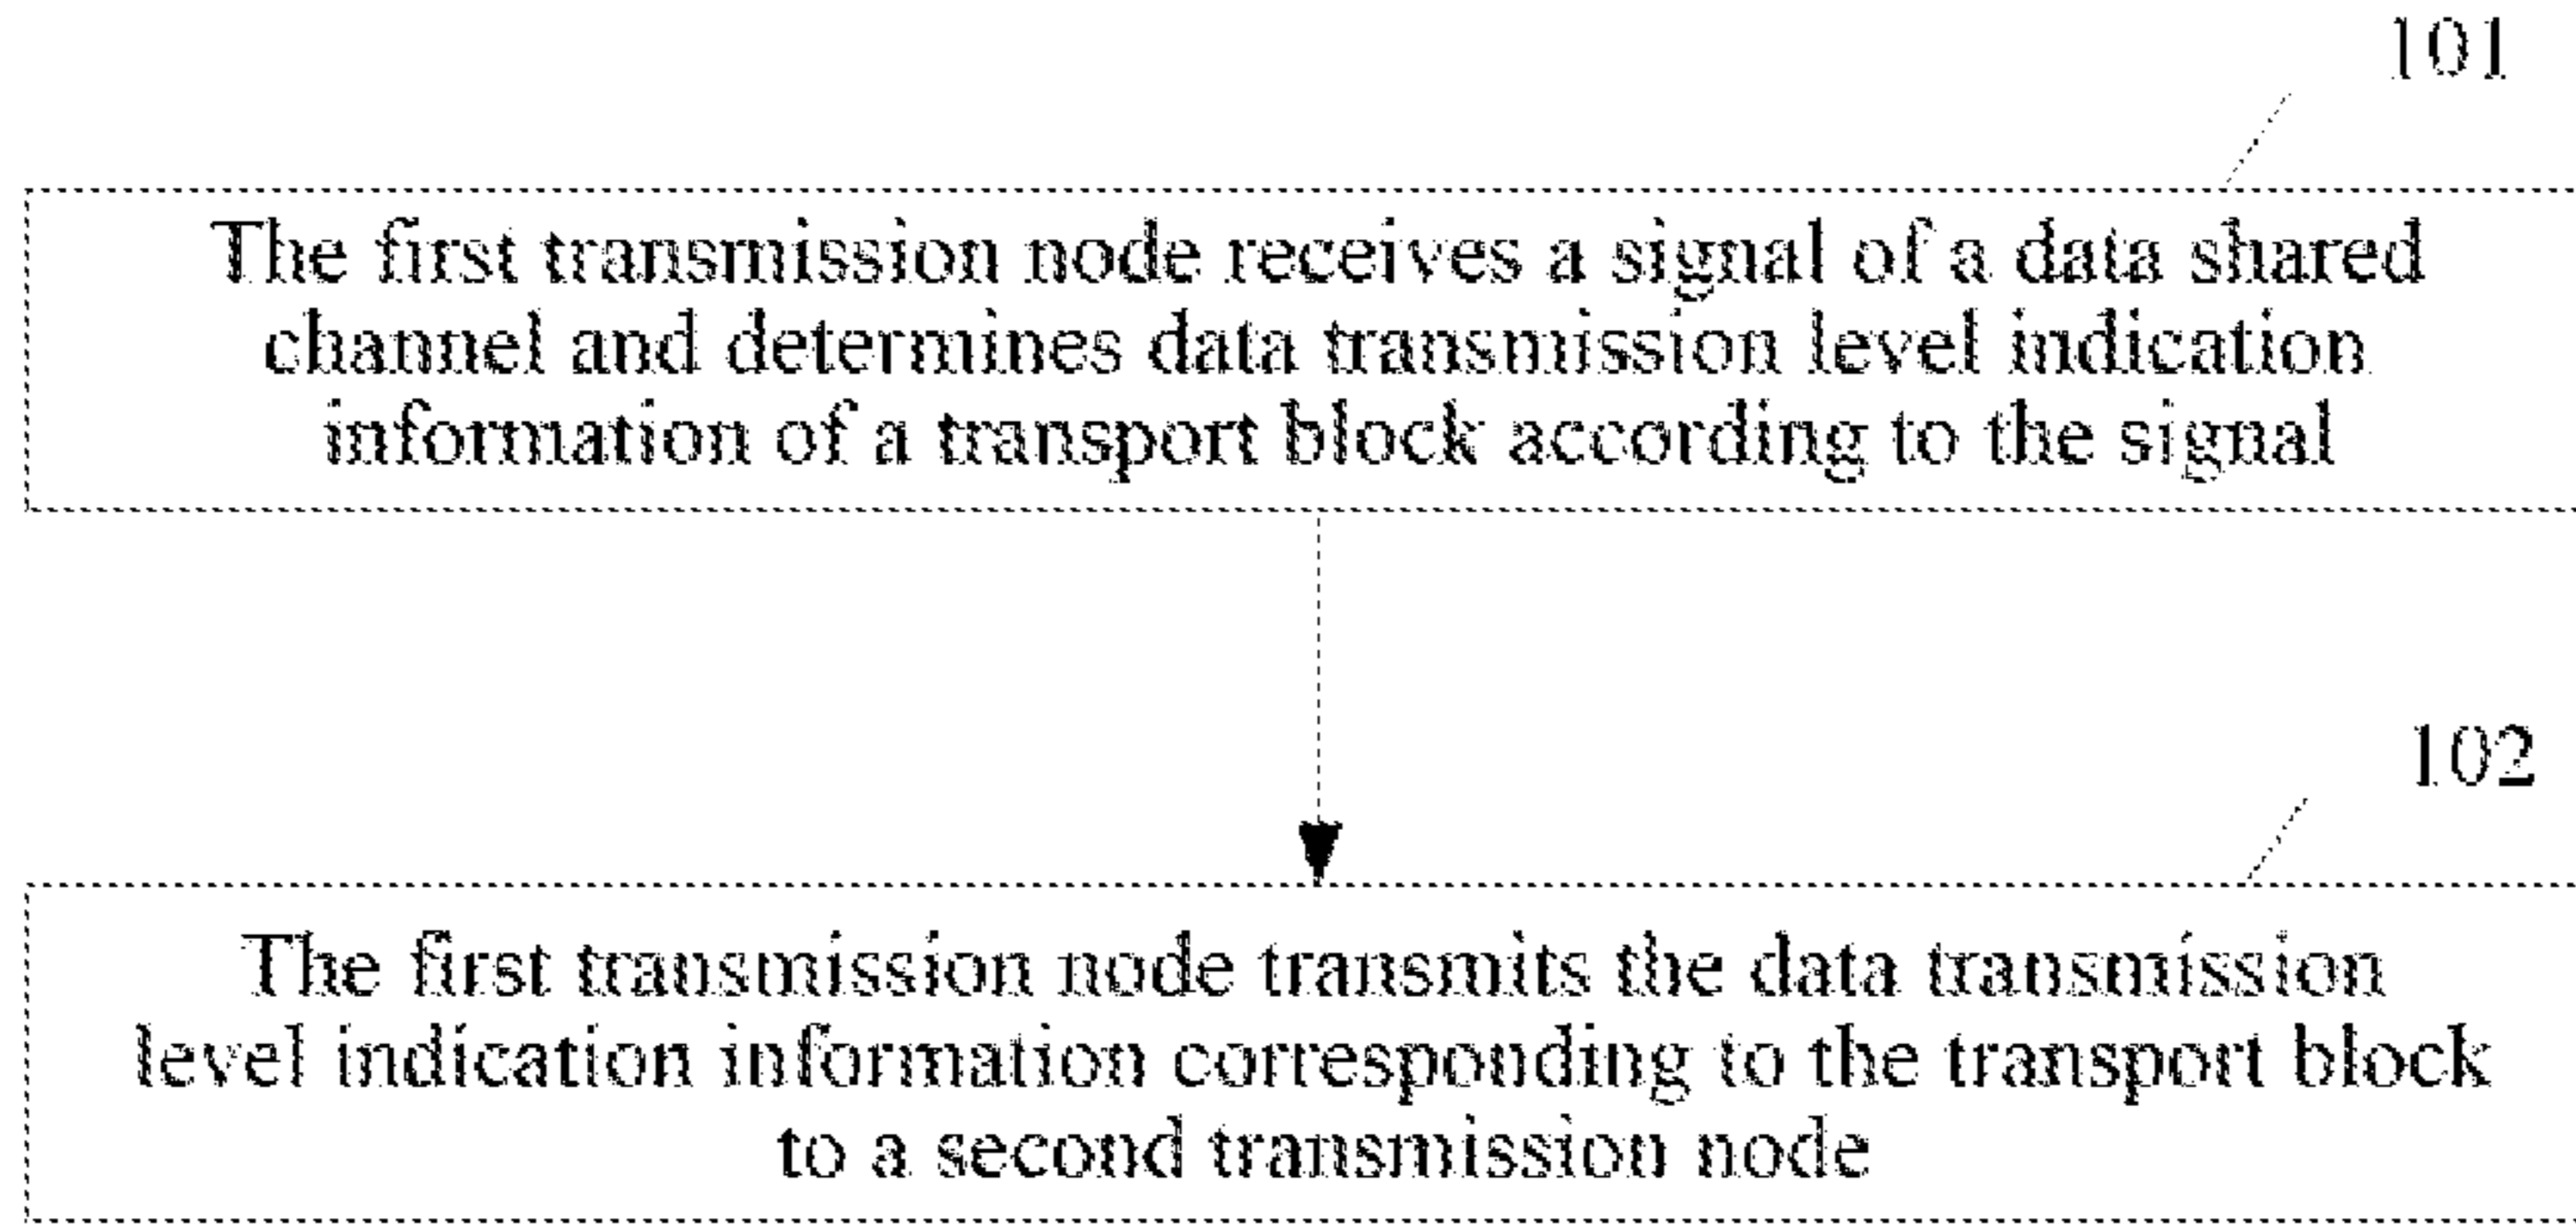 101
The first transmission node receives a signal of a data shared
channel and determines data transmission level indication
information of a transport block according to the signal
102
The first transmission node transmits the data transmission
level indication information corresponding to the transport block
to a second transmission node